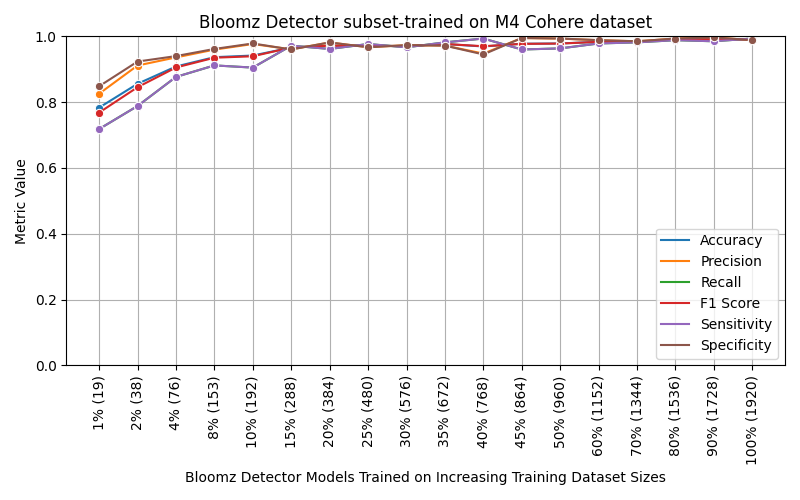 Bloomz Detector subset-trained on M4 Cohere dataset
Metric Value
1.0
0.8
0.6
0.4
0.2
0.0
Accuracy
Precision
Recall
F1 Score
Sensitivity
Specificity
1% (19)
2% (38)
4% (76)
8% (153)
10% (192)
15% (288)
20% (384)
25% (480)
30% (576)
35% (672)
40% (768)
45% (864)
50% (960)
60% (1152)
70% (1344)
80% (1536)
90% (1728)
100% (1920)
Bloomz Detector Models Trained on Increasing Training Dataset Sizes